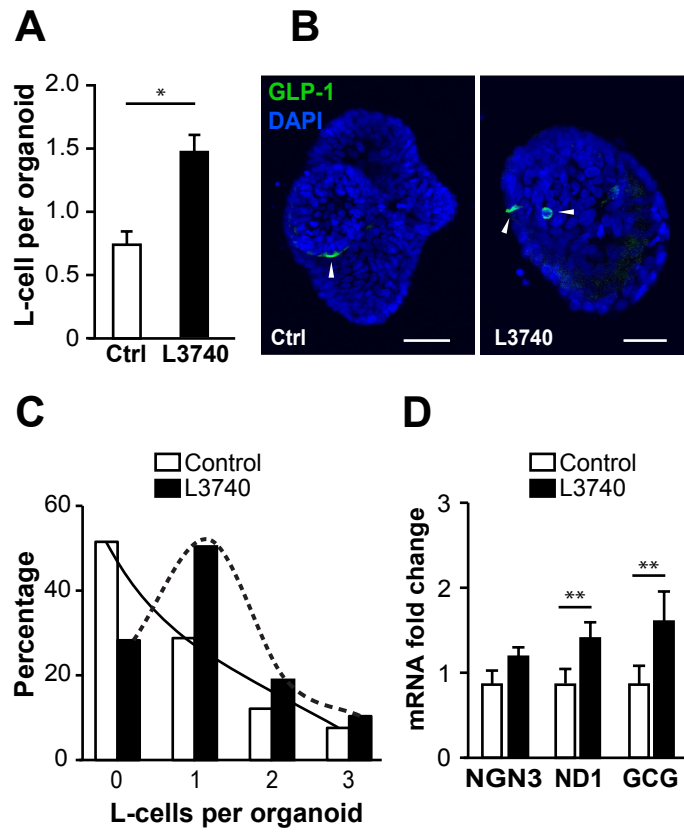 A
L-cell per organoid
2.0
1.5
1.0
0.5
0
*
Ctrl L3740
B
GLP-1
DAPI
Ctrl
L3740
C
Control
L3740
Percentage
60
40
20
0
0 1 2 3
L-cells per organoid
D
Control
L3740
mRNA fold change
3
2
1
0
**
**
NGN3 ND1 GCG